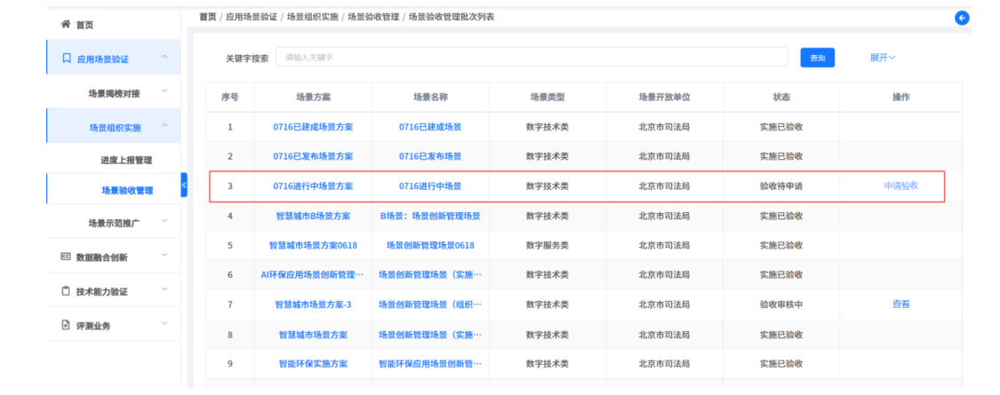 首页
应用场景验证
场景揭榜对接
场景组织实施
进度上报管理
场景验收管理
场景示范推广
数据融合创新
技术能力验证
评测业务
首页 / 应用场景验证 / 场景组织实施 / 场景验收管理 / 场景验收管理批次列表
关键字搜索 请输入关键字 查询 展开
序号 场景方案 场景名称 场景类型 场景开放单位 状态 操作
1 0716已建成场景方案 0716已建成场景 数字技术类 北京市司法局 实施已验收
2 0716已发布场景方案 0716已发布场景 数字技术类 北京市司法局 实施已验收
3 0716进行中场景方案 0716进行中场景 数字技术类 北京市司法局 验收待申请 申请验收
4 智慧城市B场景方案 B场景：场景创新管理场景 数字技术类 北京市司法局 实施已验收
5 智慧城市场景方案0618 场景创新管理场景0618 数字服务类 北京市司法局 实施已验收
6 AI环保应用场景创新管理… 场景创新管理场景（实施… 数字技术类 北京市司法局 实施已验收
7 智慧城市场景方案-3 场景创新管理场景（组织… 数字技术类 北京市司法局 验收审核中 查看
8 智慧城市场景方案 场景创新管理场景（实施… 数字技术类 北京市司法局 实施已验收
9 智能环保实施方案 智能环保应用场景创新管… 数字技术类 北京市司法局 实施已验收